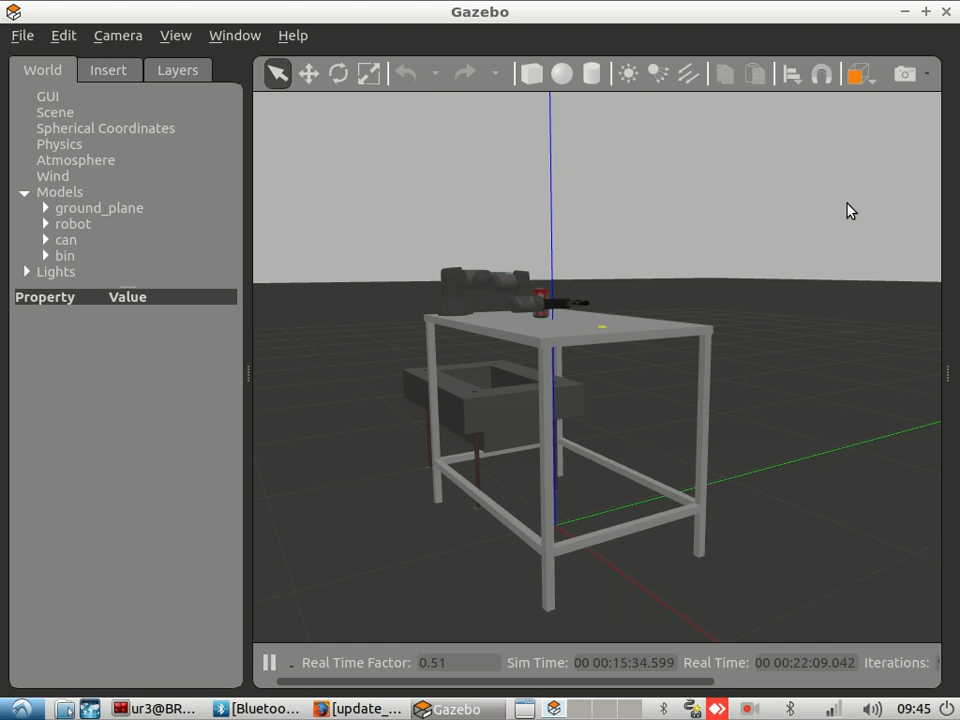 Gazebo
File Edit Camera View Window Help
World Insert Layers
GUI
Scene
Spherical Coordinates
Physics
Atmosphere
Wind
Models
ground_plane
robot
can
bin
Lights
Property Value
Real Time Factor: 0.51 Sim Time: 00 00:15:34.599 Real Time: 00 00:22:09.042 Iterations:
ur3@BR... [Bluetoo... [update_... Gazebo 09:45